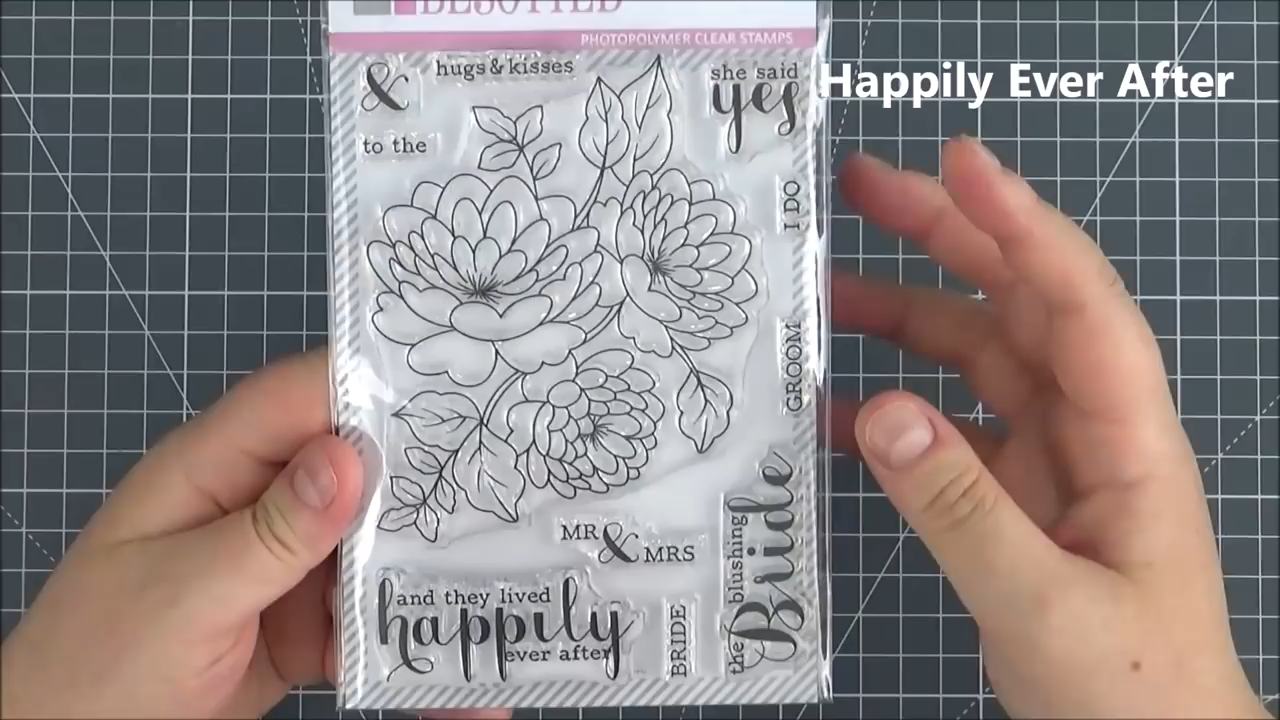 BESOTTED
PHOTOPOLYMER CLEAR STAMPS
Happily Ever After
&
hugs & kisses
she said
yes
to the
I DO
GROOM
MR & MRS
the blushing
Bride
and they lived
happily
ever after
BRIDE